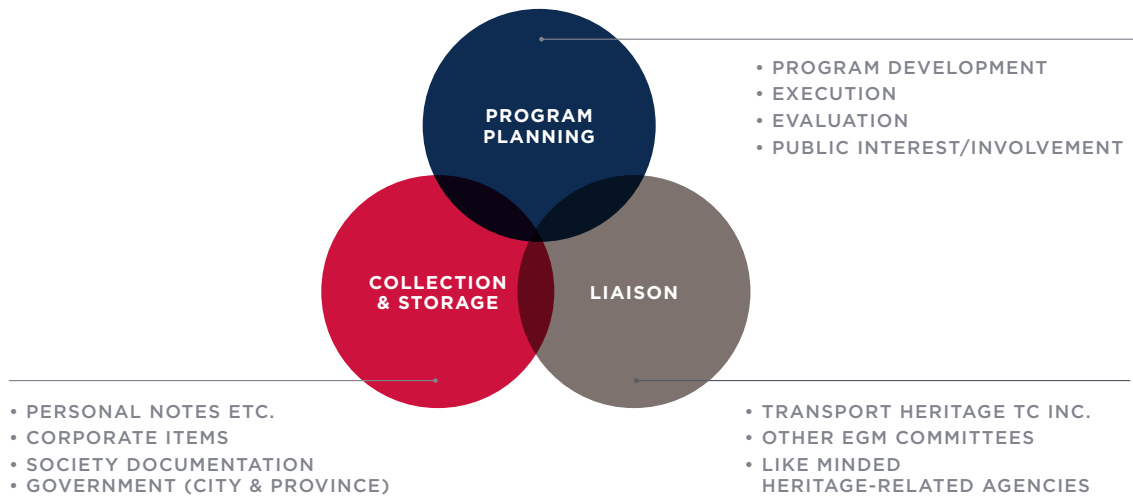 PROGRAM
PLANNING
• PROGRAM DEVELOPMENT
• EXECUTION
• EVALUATION
• PUBLIC INTEREST/INVOLVEMENT
COLLECTION
& STORAGE
LIAISON
• PERSONAL NOTES ETC.
• CORPORATE ITEMS
• SOCIETY DOCUMENTATION
• GOVERNMENT (CITY & PROVINCE)
• TRANSPORT HERITAGE TC INC.
• OTHER EGM COMMITTEES
• LIKE MINDED
HERITAGE-RELATED AGENCIES